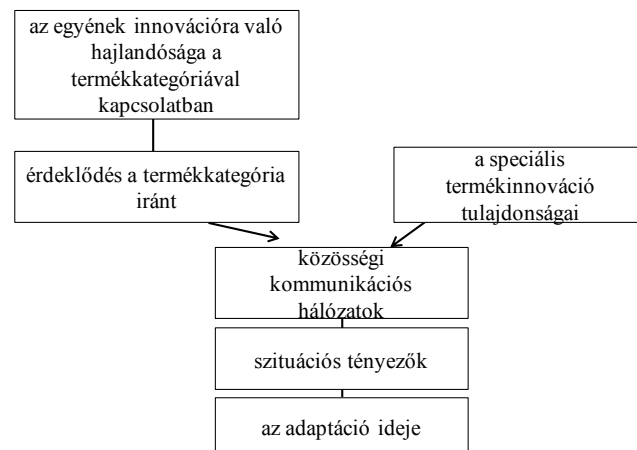 az egyének innovációra való
hajlandósága a
termékkategóriával
kapcsolatban
érdeklődés a termékkategória
iránt
a speciális
termékinnováció
tulajdonságai
közösségi
kommunikációs
hálózatok
szituációs tényezők
az adaptáció ideje